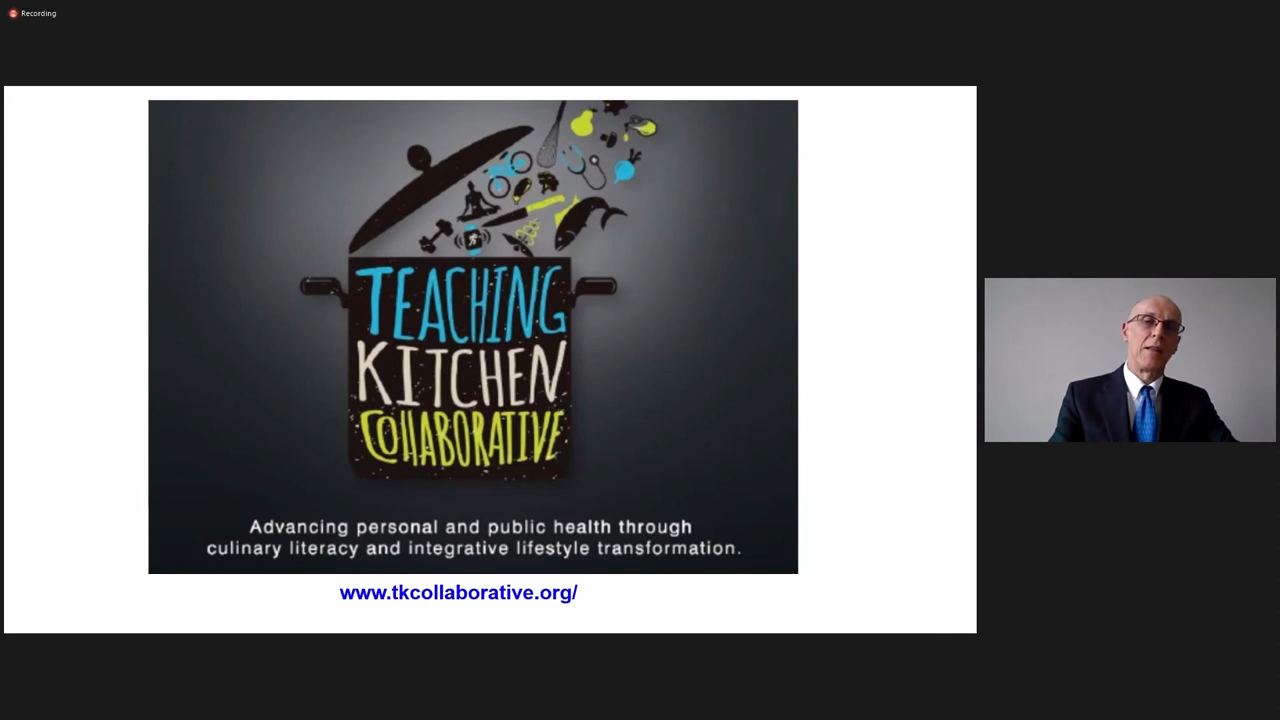 Recording
TEACHING
KITCHEN
COLLABORATIVE
Advancing personal and public health through
culinary literacy and integrative lifestyle transformation.
www.tkcollaborative.org/